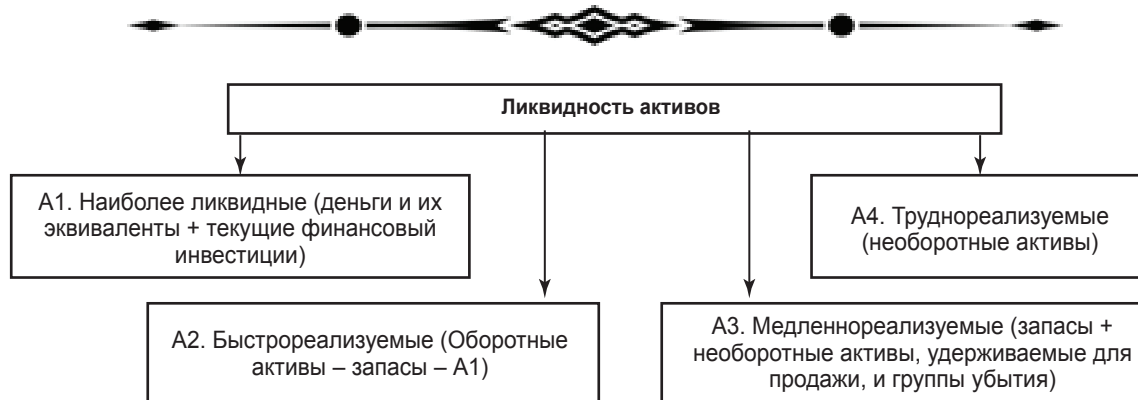 Ликвидность активов
А1. Наиболее ликвидные (деньги и их
эквиваленты + текущие финансовый
инвестиции)
А4. Труднореализуемые
(необоротные активы)
А2. Быстрореализуемые (Оборотные
активы – запасы – А1)
А3. Медленнореализуемые (запасы +
необоротные активы, удерживаемые для
продажи, и группы убытия)